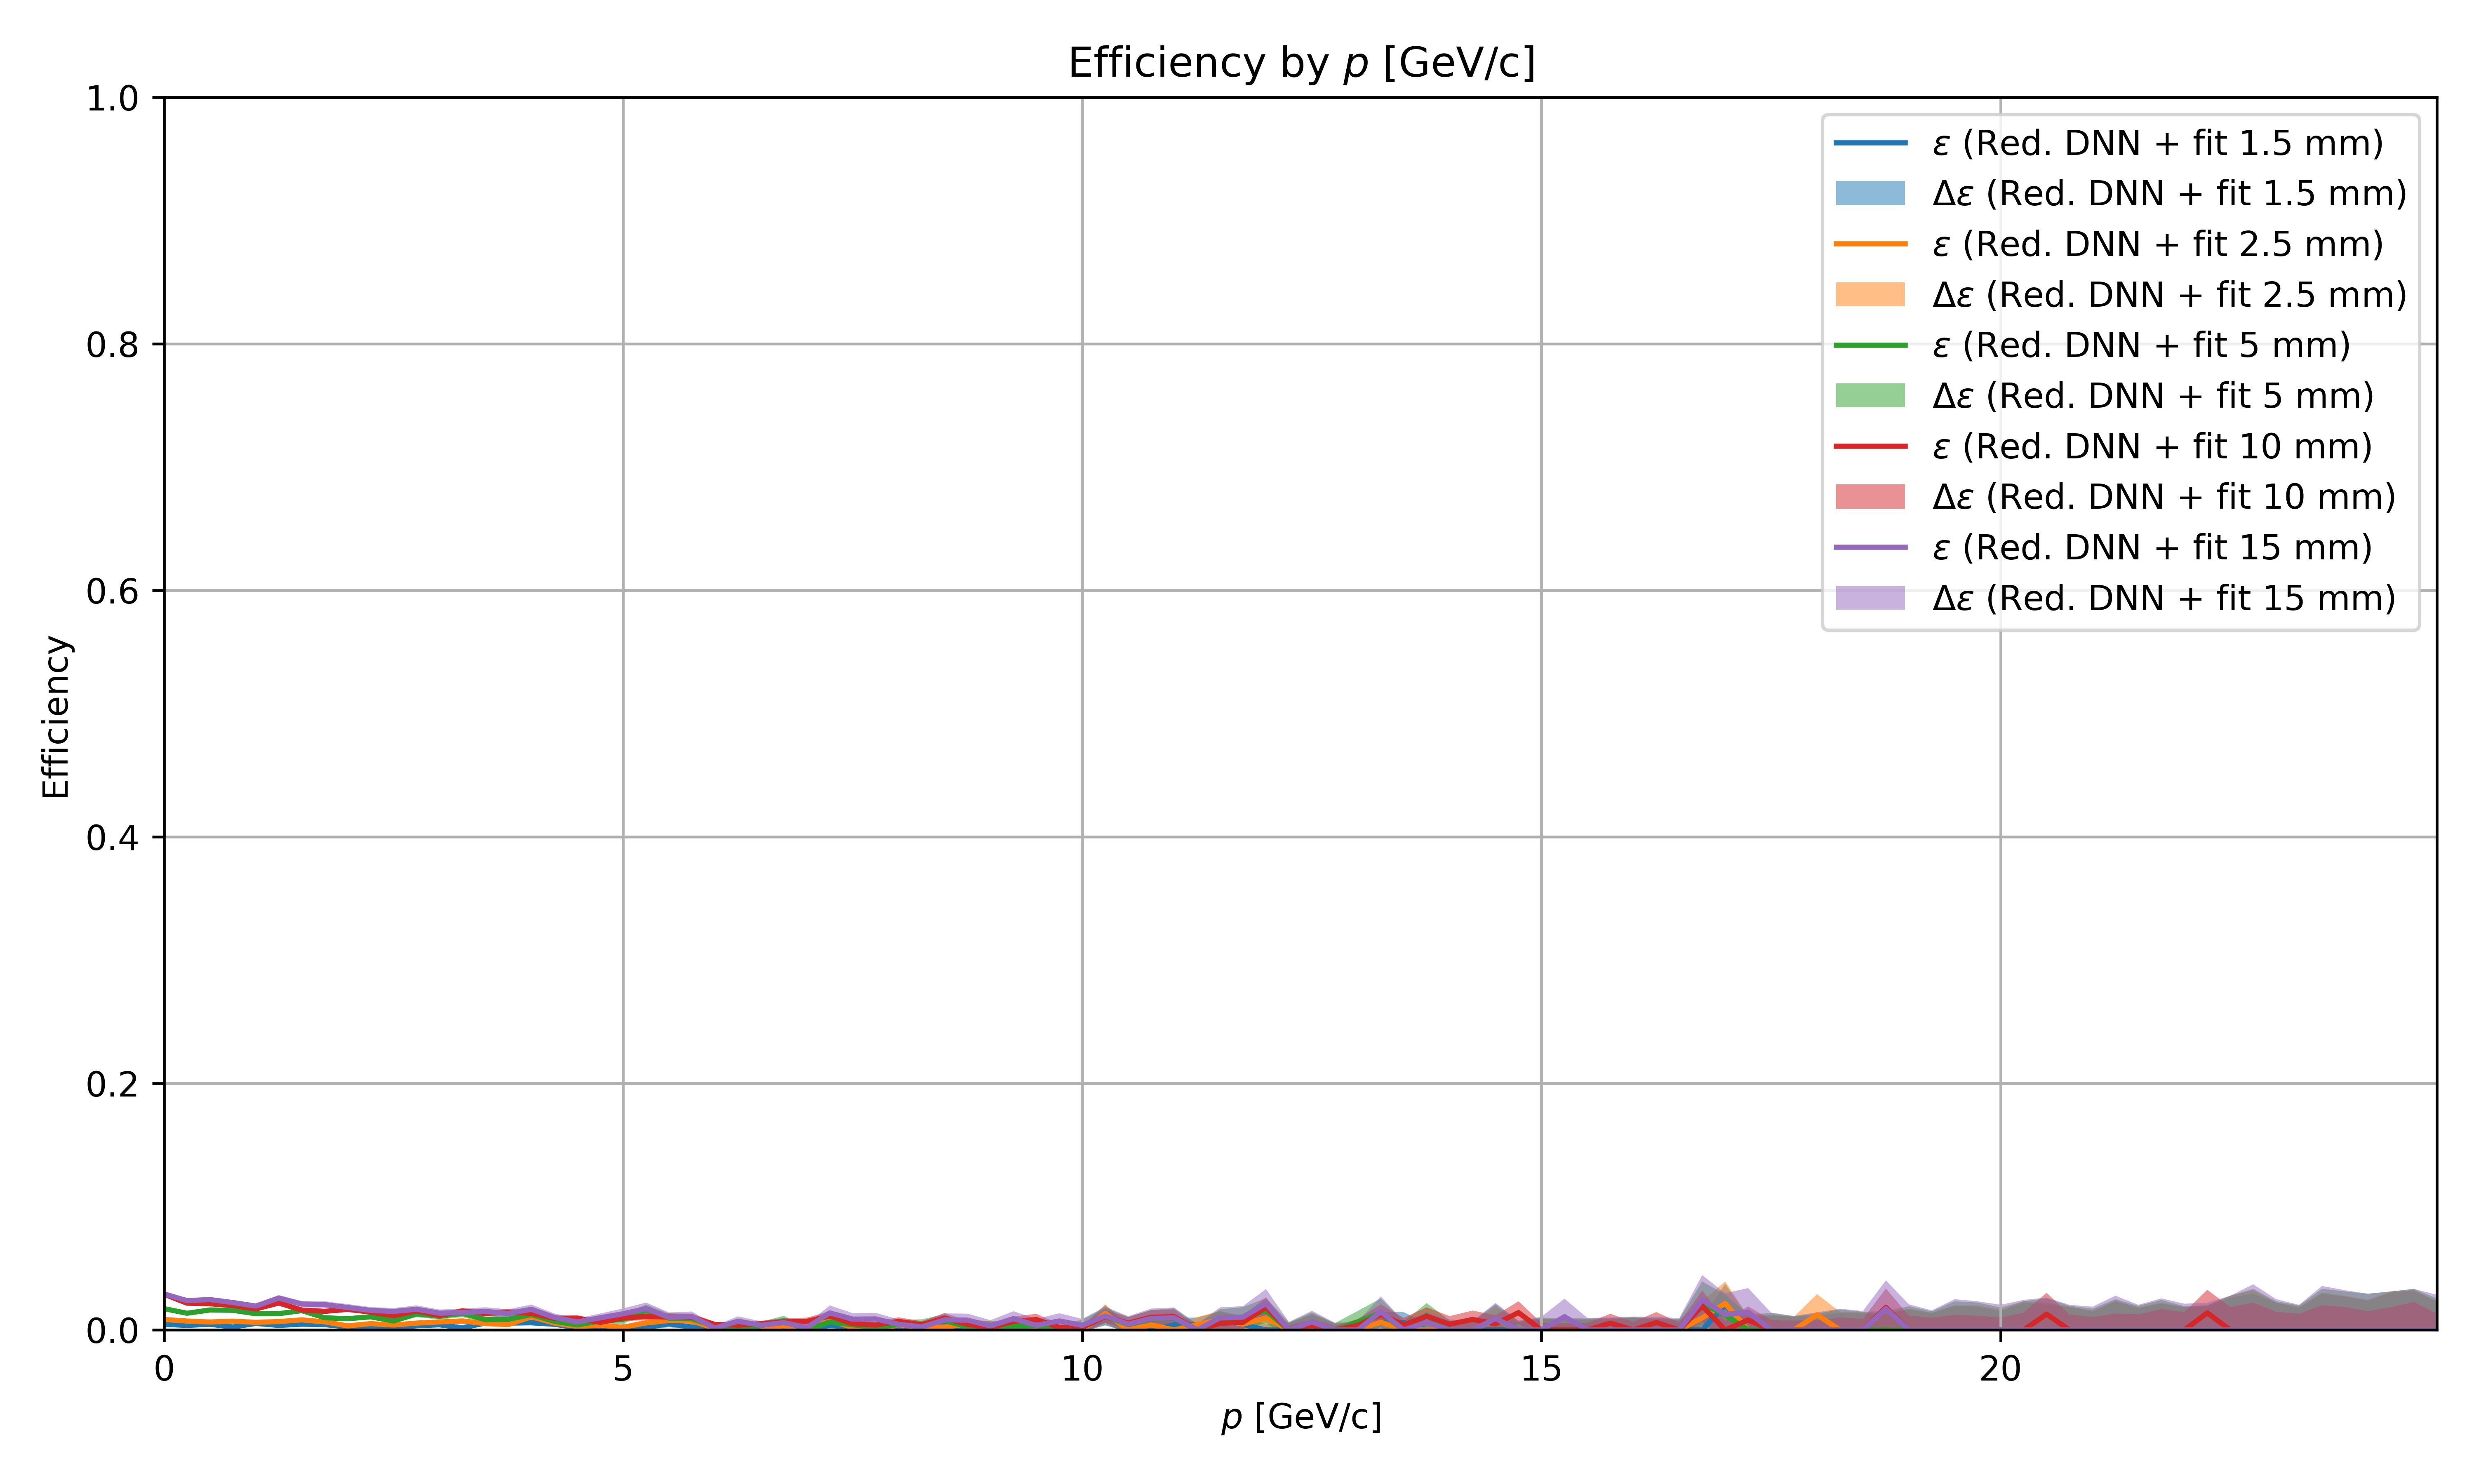 Efficiency by p [GeV/c]
1.0
0.8
0.6
0.4
0.2
0.0
Efficiency
ε (Red. DNN + fit 1.5 mm)
Δε (Red. DNN + fit 1.5 mm)
ε (Red. DNN + fit 2.5 mm)
Δε (Red. DNN + fit 2.5 mm)
ε (Red. DNN + fit 5 mm)
Δε (Red. DNN + fit 5 mm)
ε (Red. DNN + fit 10 mm)
Δε (Red. DNN + fit 10 mm)
ε (Red. DNN + fit 15 mm)
Δε (Red. DNN + fit 15 mm)
0 5 10 15 20
p [GeV/c]